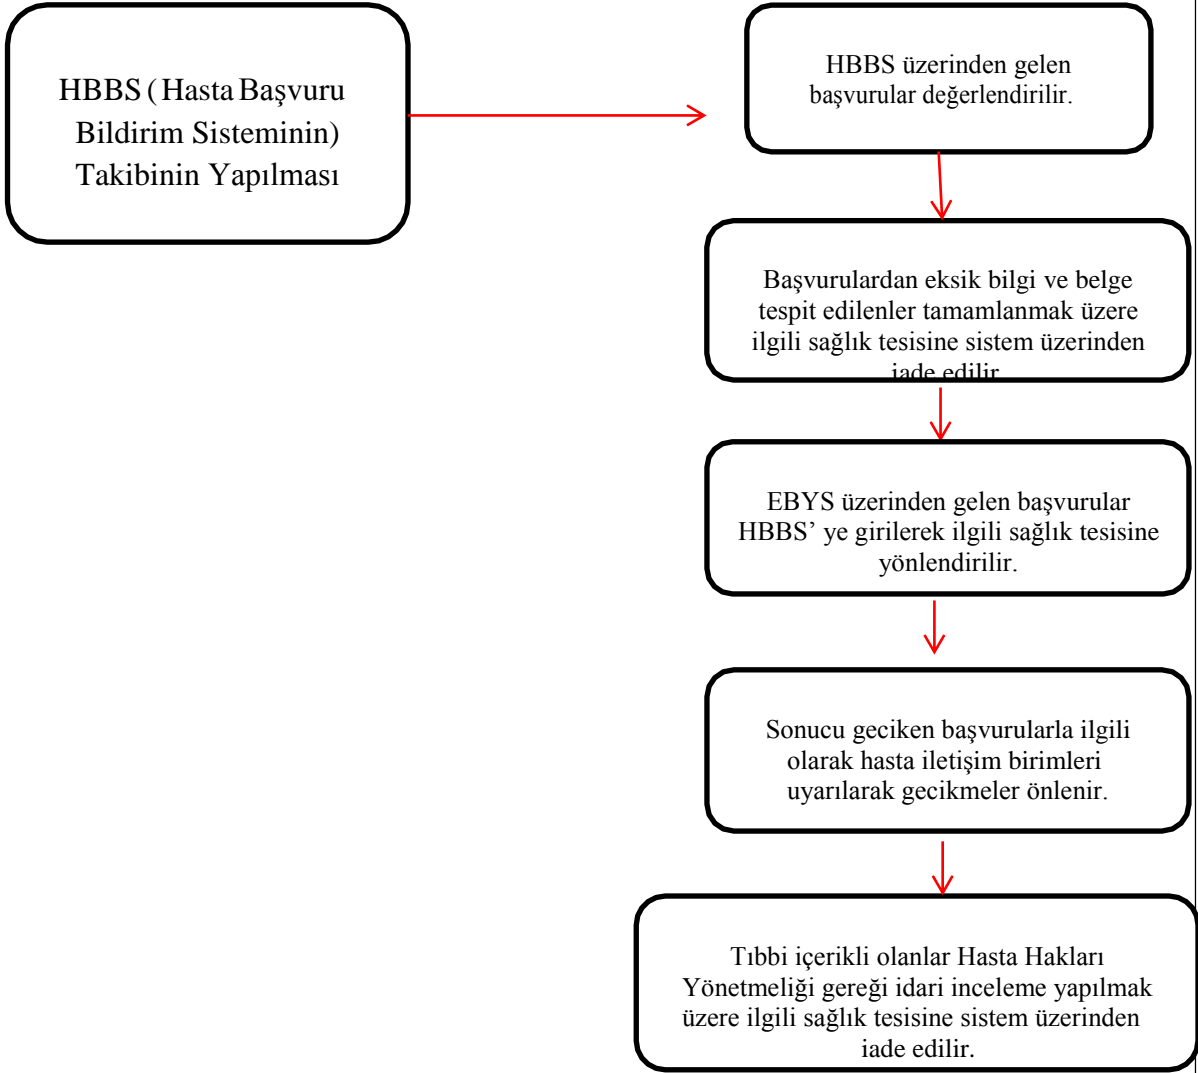 HBBS ( Hasta Başvuru
Bildirim Sisteminin)
Takibinin Yapılması
HBBS üzerinden gelen
başvurular değerlendirilir.
Başvurulardan eksik bilgi ve belge
tespit edilenler tamamlanmak üzere
ilgili sağlık tesisine sistem üzerinden
iade edilir
EBYS üzerinden gelen başvurular
HBBS’ ye girilerek ilgili sağlık tesisine
yönlendirilir.
Sonucu geciken başvurularla ilgili
olarak hasta iletişim birimleri
uyarılarak gecikmeler önlenir.
Tıbbi içerikli olanlar Hasta Hakları
Yönetmeliği gereği idari inceleme yapılmak
üzere ilgili sağlık tesisine sistem üzerinden
iade edilir.